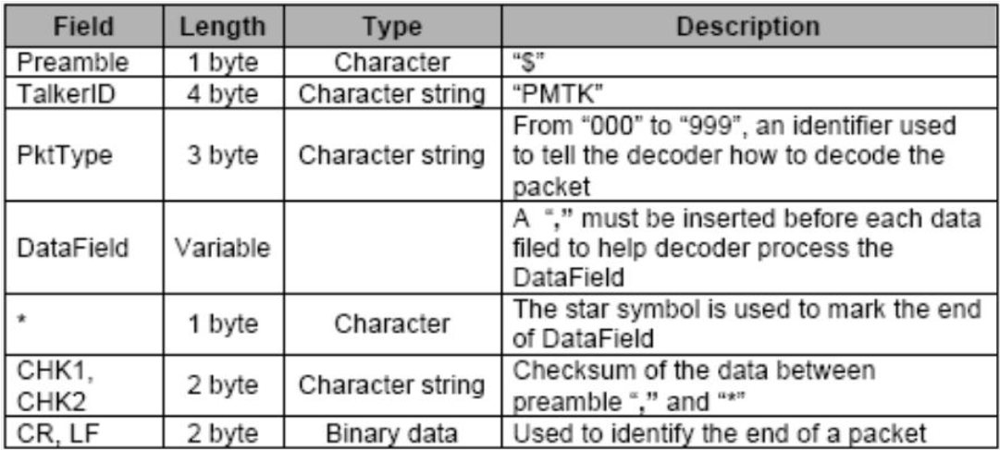 Field Length Type Description
Preamble 1 byte Character “$”
TalkerID 4 byte Character string “PMTK”
PktType 3 byte Character string From “000” to “999”, an identifier used
to tell the decoder how to decode the
packet
DataField Variable A “,” must be inserted before each data
filed to help decoder process the
DataField
* 1 byte Character The star symbol is used to mark the end
of DataField
CHK1,
CHK2 2 byte Character string Checksum of the data between
preamble “,” and “*”
CR, LF 2 byte Binary data Used to identify the end of a packet